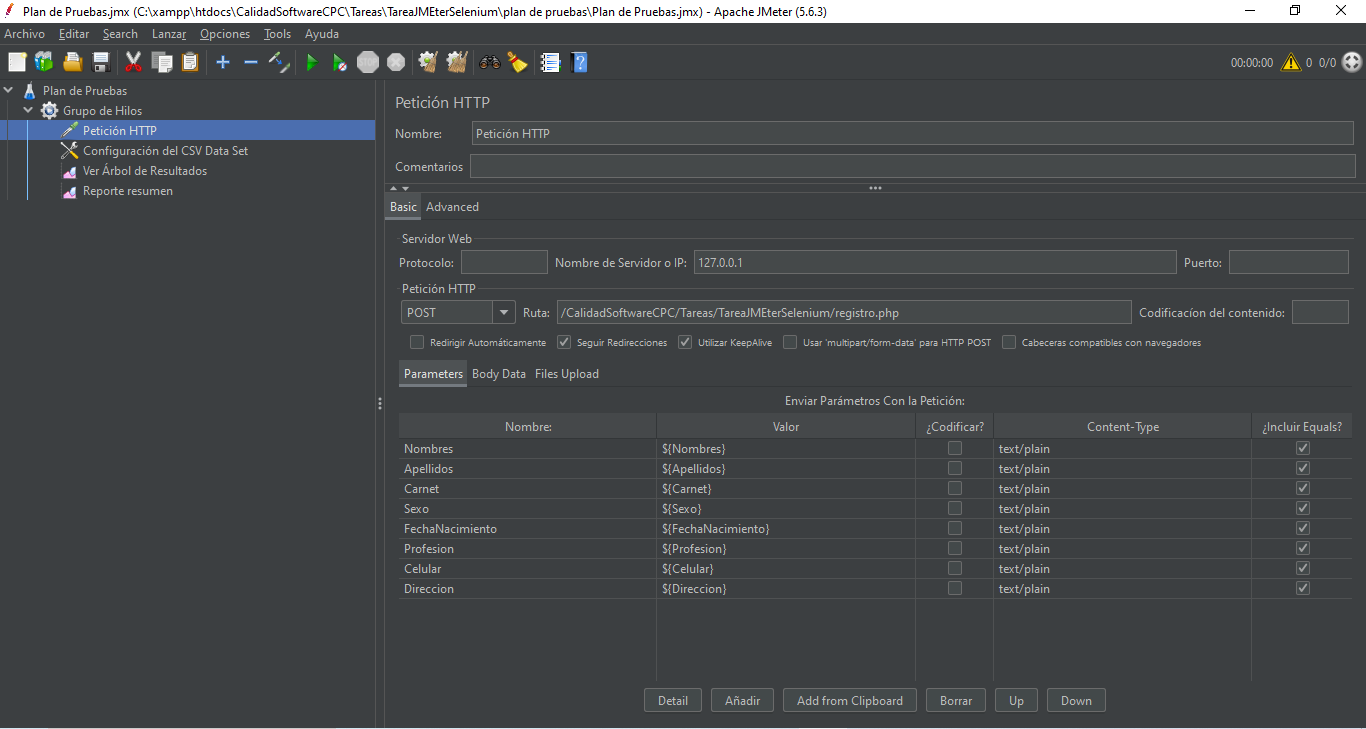 Plan de Pruebas.jmx (C:\xampp\htdocs\CalidadSoftwareCPC\Tareas\TareaJMEterSelenium\plan de pruebas\Plan de Pruebas.jmx) - Apache JMeter (5.6.3)
Archivo Editar Search Lanzar Opciones Tools Ayuda
STOP 00:00:00 0 0/0
Plan de Pruebas
Grupo de Hilos
Petición HTTP
Configuración del CSV Data Set
Ver Árbol de Resultados
Reporte resumen
Petición HTTP
Nombre: Petición HTTP
Comentarios
Basic Advanced
Servidor Web
Protocolo: Nombre de Servidor o IP: 127.0.0.1 Puerto:
Petición HTTP
POST Ruta: /CalidadSoftwareCPC/Tareas/TareaJMEterSelenium/registro.php Codificacíon del contenido:
Redirigir Automáticamente Seguir Redirecciones Utilizar KeepAlive Usar 'multipart/form-data' para HTTP POST Cabeceras compatibles con navegadores
Parameters Body Data Files Upload
Enviar Parámetros Con la Petición:
Nombre: Valor ¿Codificar? Content-Type ¿Incluir Equals?
Nombres ${Nombres} text/plain
Apellidos ${Apellidos} text/plain
Carnet ${Carnet} text/plain
Sexo ${Sexo} text/plain
FechaNacimiento ${FechaNacimiento} text/plain
Profesion ${Profesion} text/plain
Celular ${Celular} text/plain
Direccion ${Direccion} text/plain
Detail Añadir Add from Clipboard Borrar Up Down